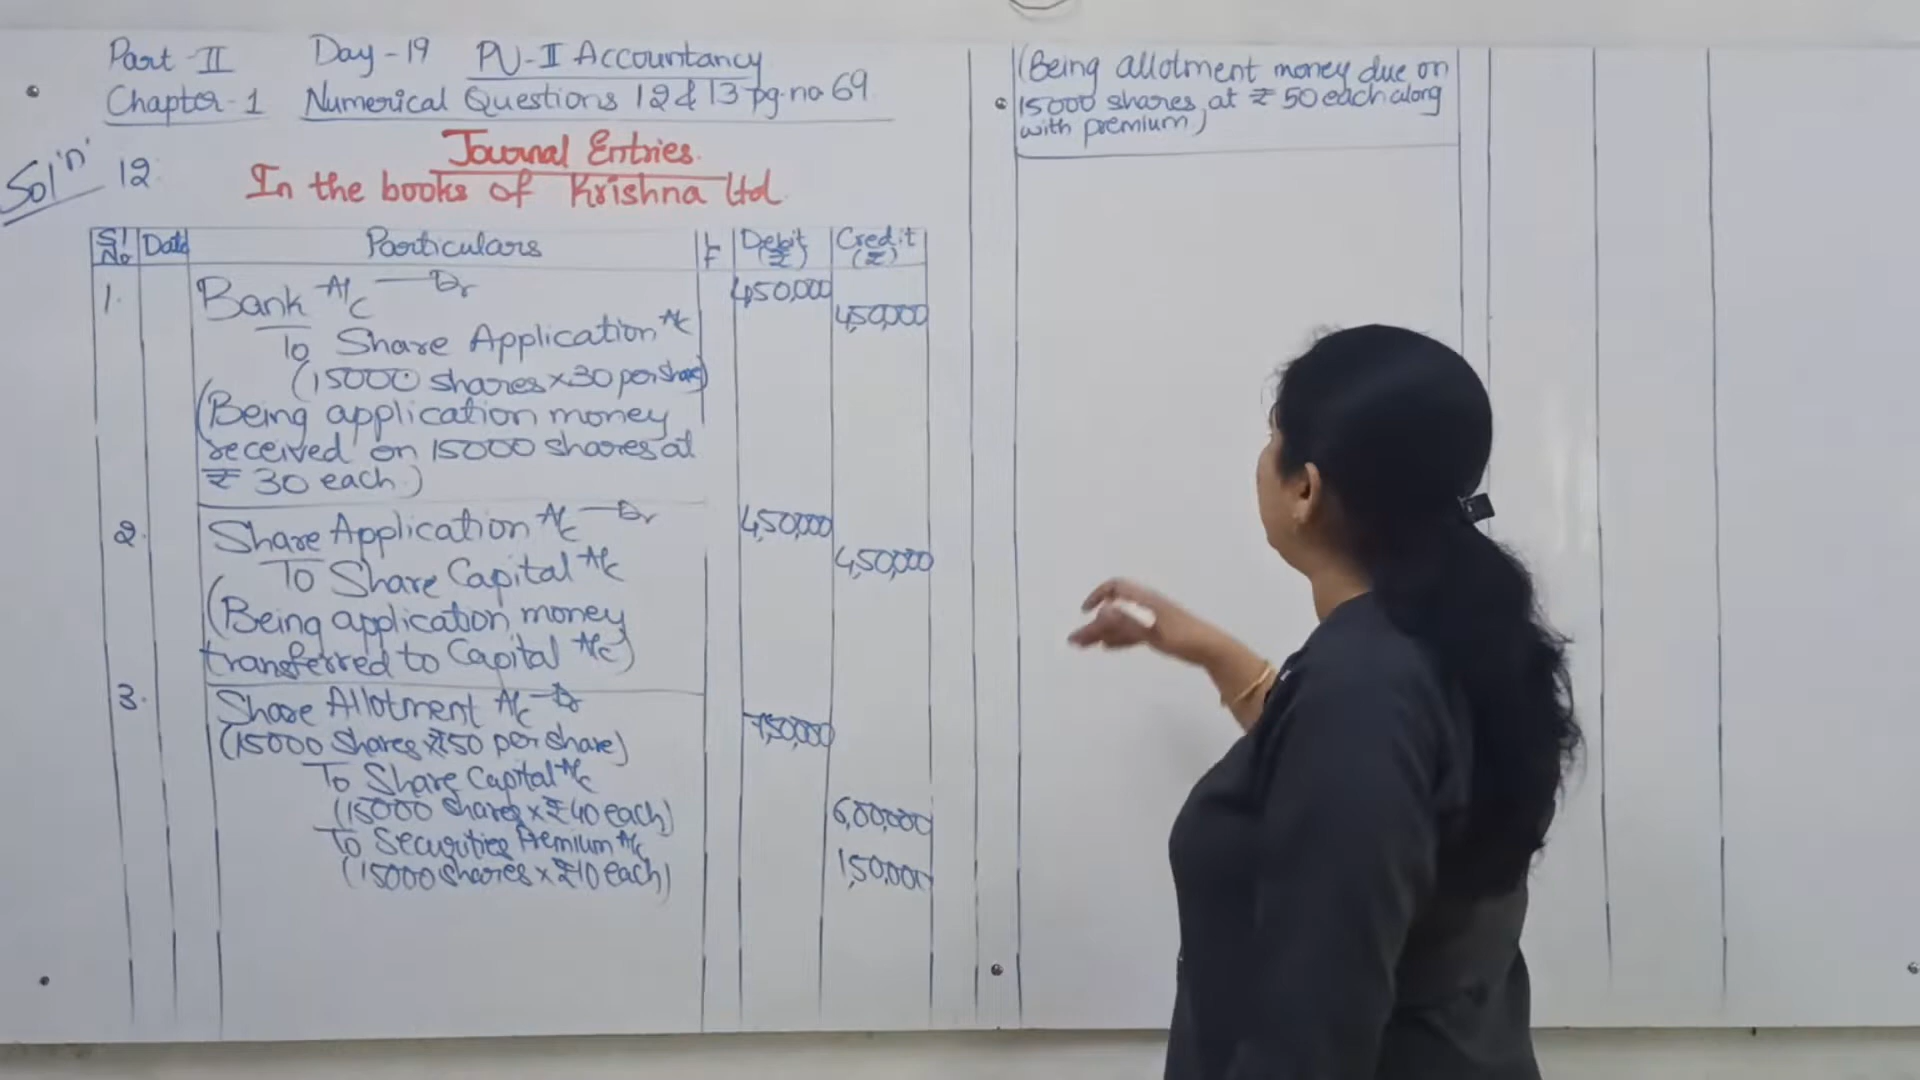 Part-II Day-19 PU-II Accountancy
Chapter-1 Numerical Questions 12 & 13 pg.no 69
Sol'n' 12.
Journal Entries.
In the books of Krishna Ltd.
Sl No Date Particulars LF Debit (₹) Credit (₹)
1. Bank A/c — Dr 4,50,000
To Share Application A/c 4,50,000
(15000 shares × 30 per share)
(Being application money
received on 15000 shares at
₹ 30 each.)
2. Share Application A/c — Dr 4,50,000
To Share Capital A/c 4,50,000
(Being application money
transferred to Capital A/c)
3. Share Allotment A/c — Dr
(15000 Shares × ₹50 per share) 7,50,000
To Share Capital A/c
(15000 shares × ₹40 each) 6,00,000
To Securities Premium A/c
(15000 shares × ₹10 each) 1,50,000
(Being allotment money due on
15000 shares, at ₹ 50 each along
with premium)